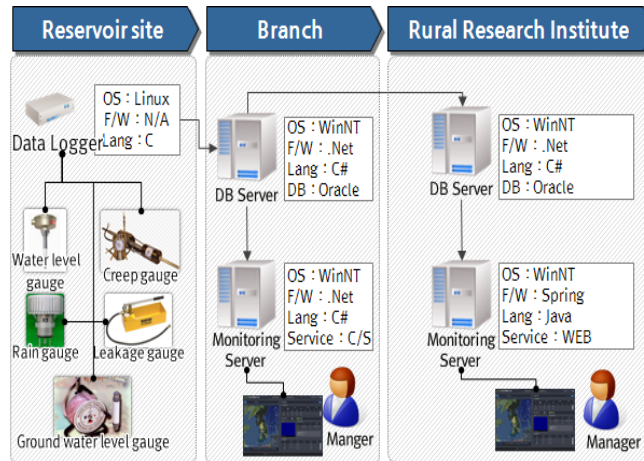 Reservoir site
Branch
Rural Research Institute
OS : Linux
F/W : N/A
Lang : C
Data Logger
Water level
gauge
Creep gauge
Rain gauge
Leakage gauge
Ground water level gauge
OS : WinNT
F/W : .Net
Lang : C#
DB : Oracle
DB Server
OS : WinNT
F/W : .Net
Lang : C#
Service : C/S
Monitoring
Server
Manger
OS : WinNT
F/W : .Net
Lang : C#
DB : Oracle
DB Server
OS : WinNT
F/W : Spring
Lang : Java
Service : WEB
Monitoring
Server
Manager